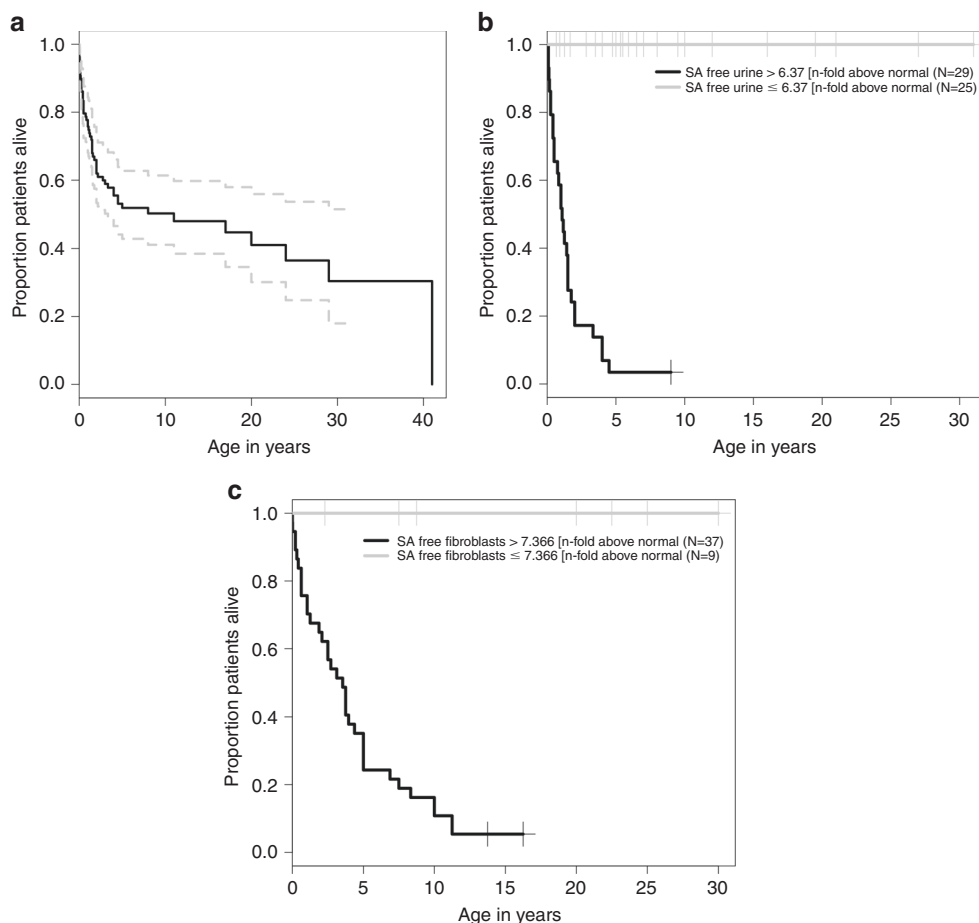 a
1.0
0.8
0.6
0.4
0.2
0.0
Proportion patients alive
0 10 20 30 40
Age in years
b
1.0
0.8
0.6
0.4
0.2
0.0
Proportion patients alive
SA free urine > 6.37 [n-fold above normal (N=29)
SA free urine ≤ 6.37 [n-fold above normal (N=25)
0 5 10 15 20 25 30
Age in years
c
1.0
0.8
0.6
0.4
0.2
0.0
Proportion patients alive
SA free fibroblasts > 7.366 [n-fold above normal (N=37)
SA free fibroblasts ≤ 7.366 [n-fold above normal (N=9)
0 5 10 15 20 25 30
Age in years